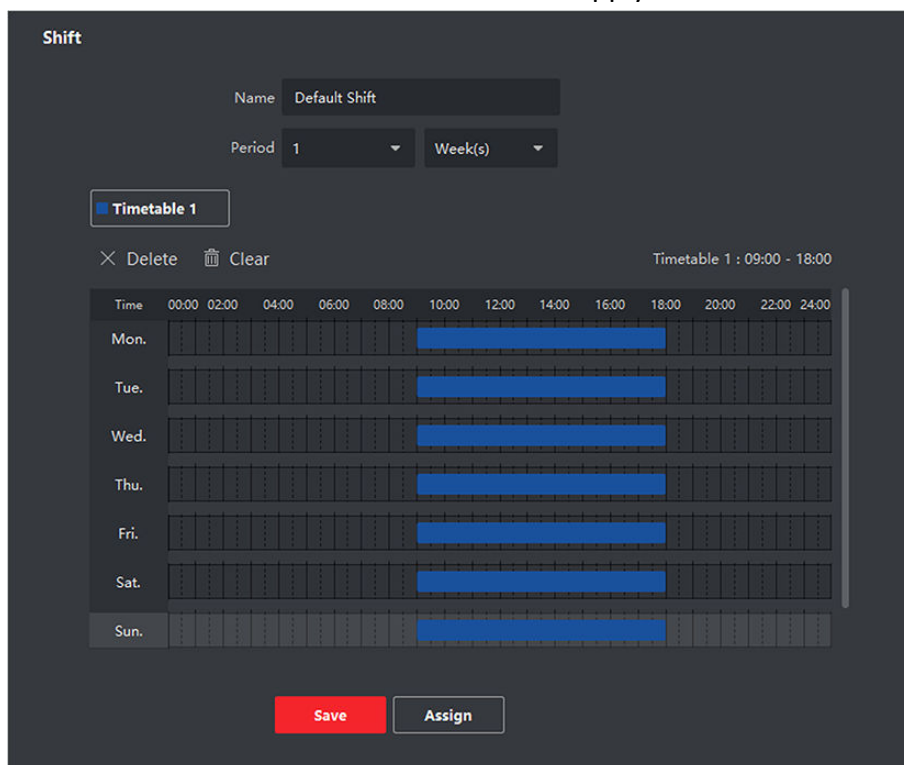 Shift
Name Default Shift
Period 1 Week(s)
Timetable 1
Delete Clear Timetable 1 : 09:00 - 18:00
Time 00:00 02:00 04:00 06:00 08:00 10:00 12:00 14:00 16:00 18:00 20:00 22:00 24:00
Mon.
Tue.
Wed.
Thu.
Fri.
Sat.
Sun.
Save Assign